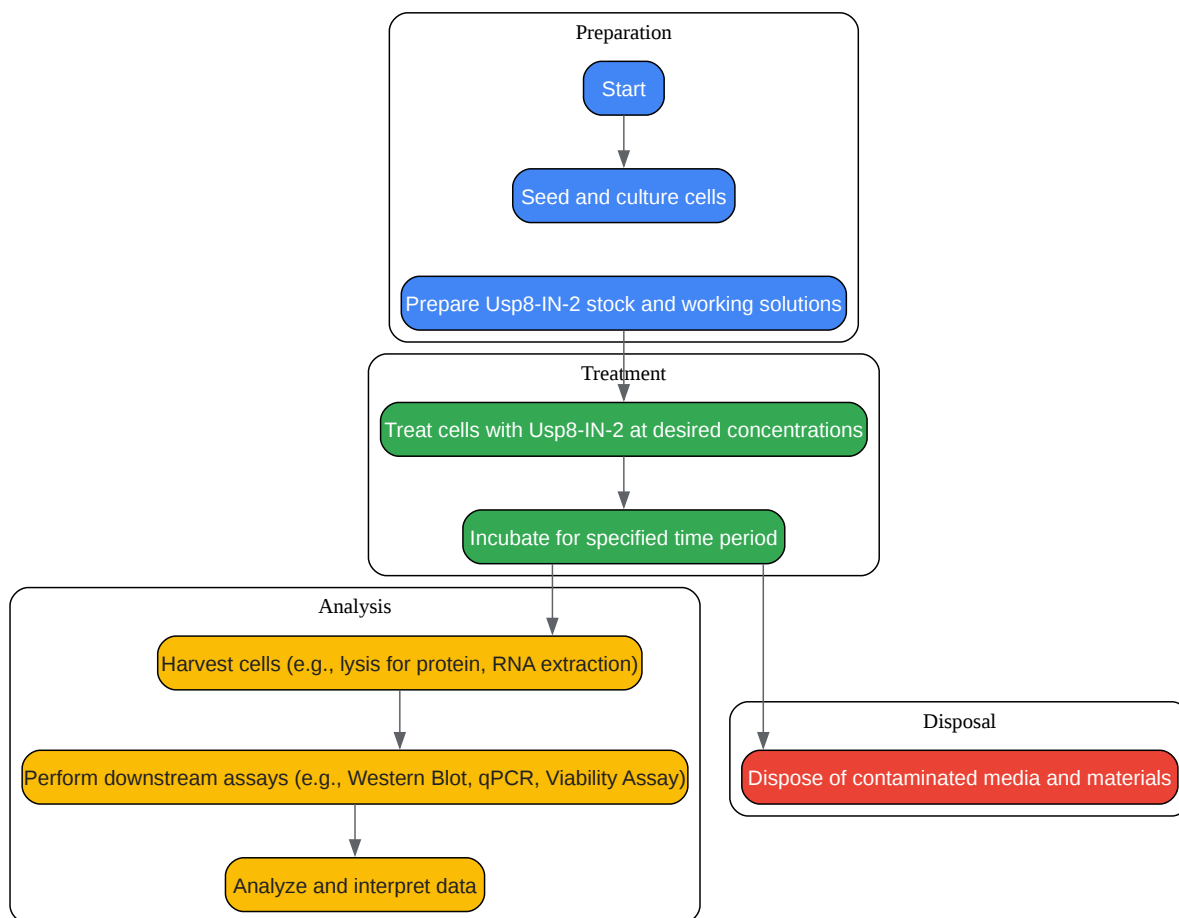 Preparation
Start
Seed and culture cells
Prepare Usp8-IN-2 stock and working solutions
Treatment
Treat cells with Usp8-IN-2 at desired concentrations
Incubate for specified time period
Analysis
Harvest cells (e.g., lysis for protein, RNA extraction)
Perform downstream assays (e.g., Western Blot, qPCR, Viability Assay)
Analyze and interpret data
Disposal
Dispose of contaminated media and materials